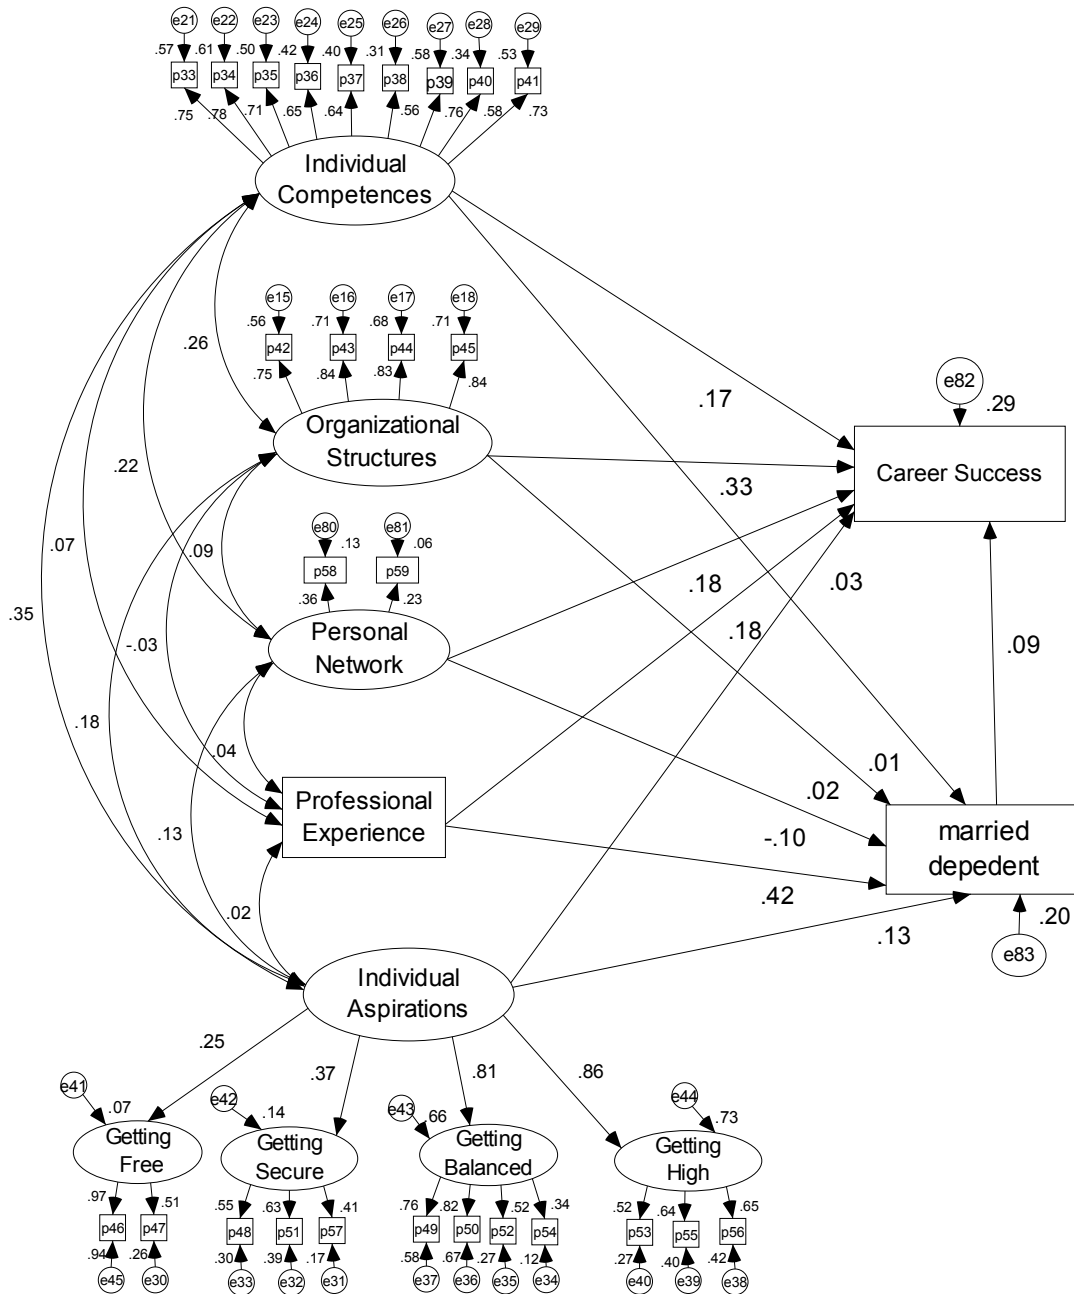 e21 e22 e23 e24 e25 e26 e27 e28 e29
.57 .61 .50 .42 .40 .31 .58 .34 .53
p33 p34 p35 p36 p37 p38 p39 p40 p41
.75 .78 .71 .65 .64 .56 .76 .58 .73
Individual
Competences
e15 e16 e17 e18
.56 .71 .68 .71
p42 p43 p44 p45
.75 .84 .83 .84
.26
.17
e82
.29
Organizational
Structures
Career Success
.22
.33
e80 e81
.13 .06
p58 p59
.36 .23
.07
.09
.18
.03
.35
-.03
Personal
Network
.18
.09
.18
.04
.01
.02
Professional
Experience
.13
-.10
married
depedent
.42
.02
.13
.20
e83
Individual
Aspirations
.25
.37
.81
.86
e41 e42 e43 e44
.07 .14 .66 .73
Getting
Free
Getting
Secure
Getting
Balanced
Getting
High
.97 .51 .55 .63 .41 .76 .82 .52 .34 .52 .64 .65
p46 p47 p48 p51 p57 p49 p50 p52 p54 p53 p55 p56
.94 .26 .30 .39 .17 .58 .67 .27 .12 .27 .40 .42
e45 e30 e33 e32 e31 e37 e36 e35 e34 e40 e39 e38